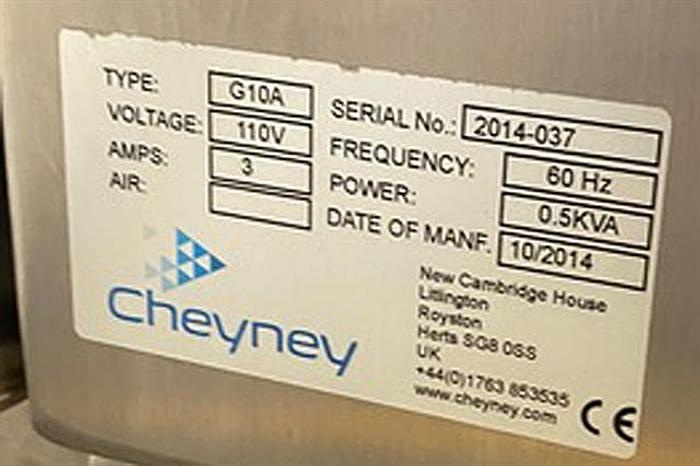 TYPE: G10A
VOLTAGE: 110V
AMPS: 3
AIR:
SERIAL No.: 2014-037
FREQUENCY: 60 Hz
POWER: 0.5KVA
DATE OF MANF. 10/2014
Cheyney
New Cambridge House
Litlington
Royston
Herts SG8 0SS
UK
+44(0)1763 853535
www.cheyney.com
CE